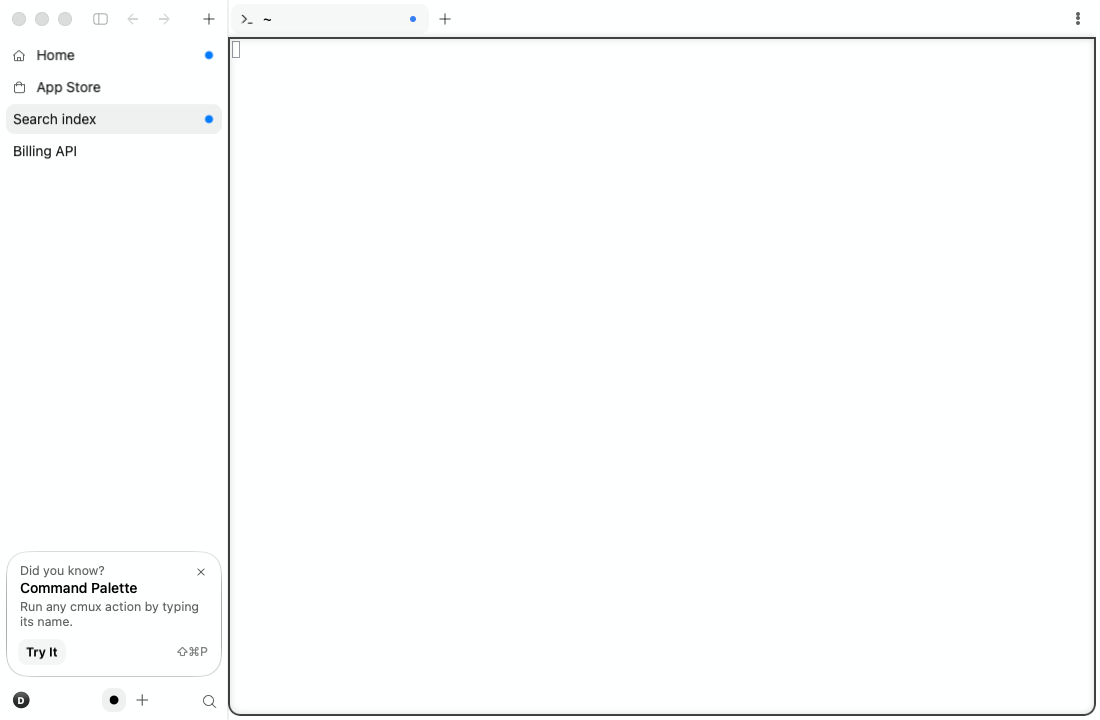 ~
Home
App Store
Search index
Billing API
Did you know?
Command Palette
Run any cmux action by typing
its name.
Try It
⇧⌘P
D